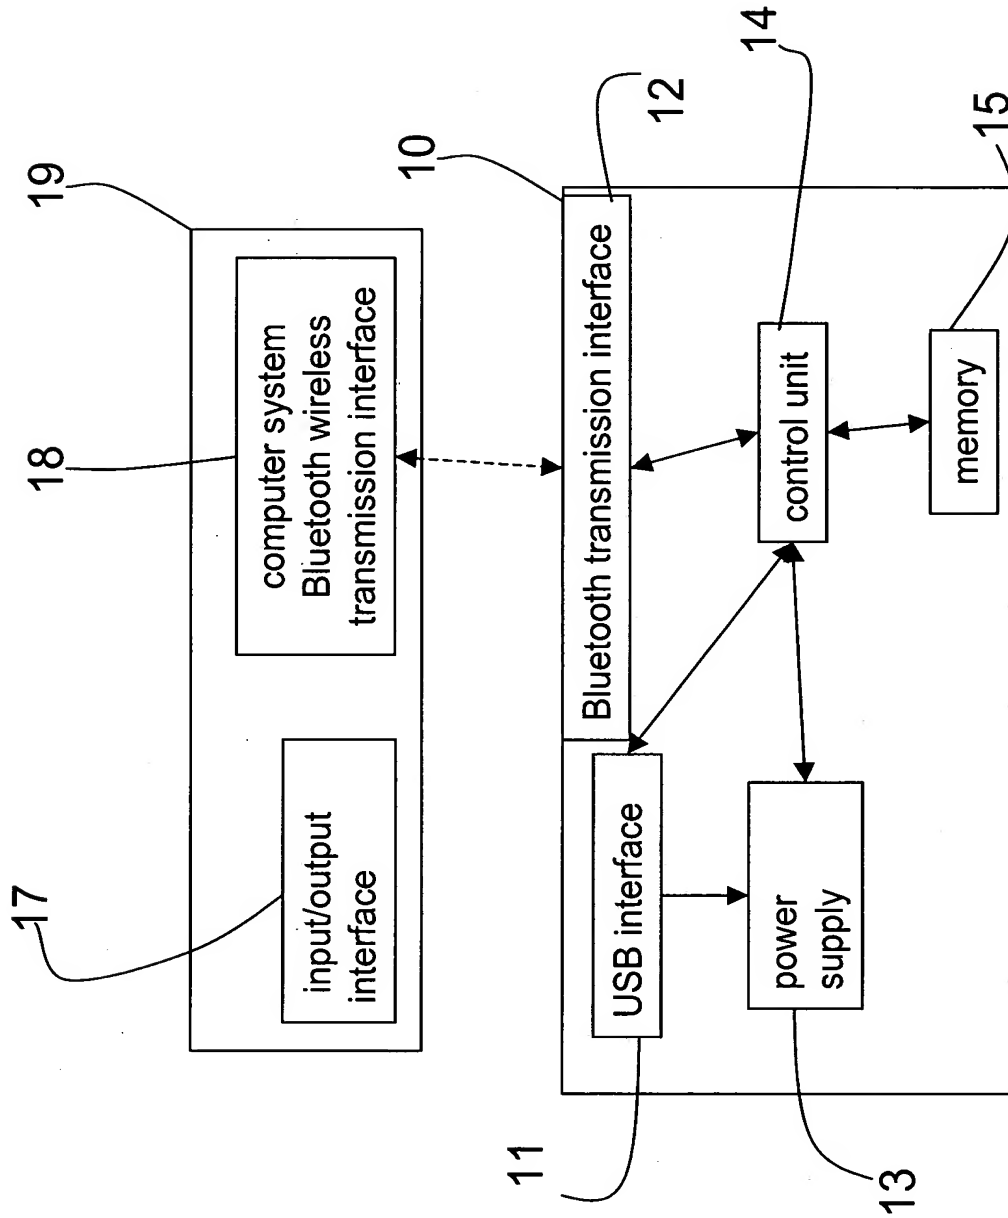 19
18
17
computer system
Bluetooth wireless
transmission interface
input/output
interface
10
12
14
15
Bluetooth transmission interface
USB interface
control unit
power
supply
memory
11
13